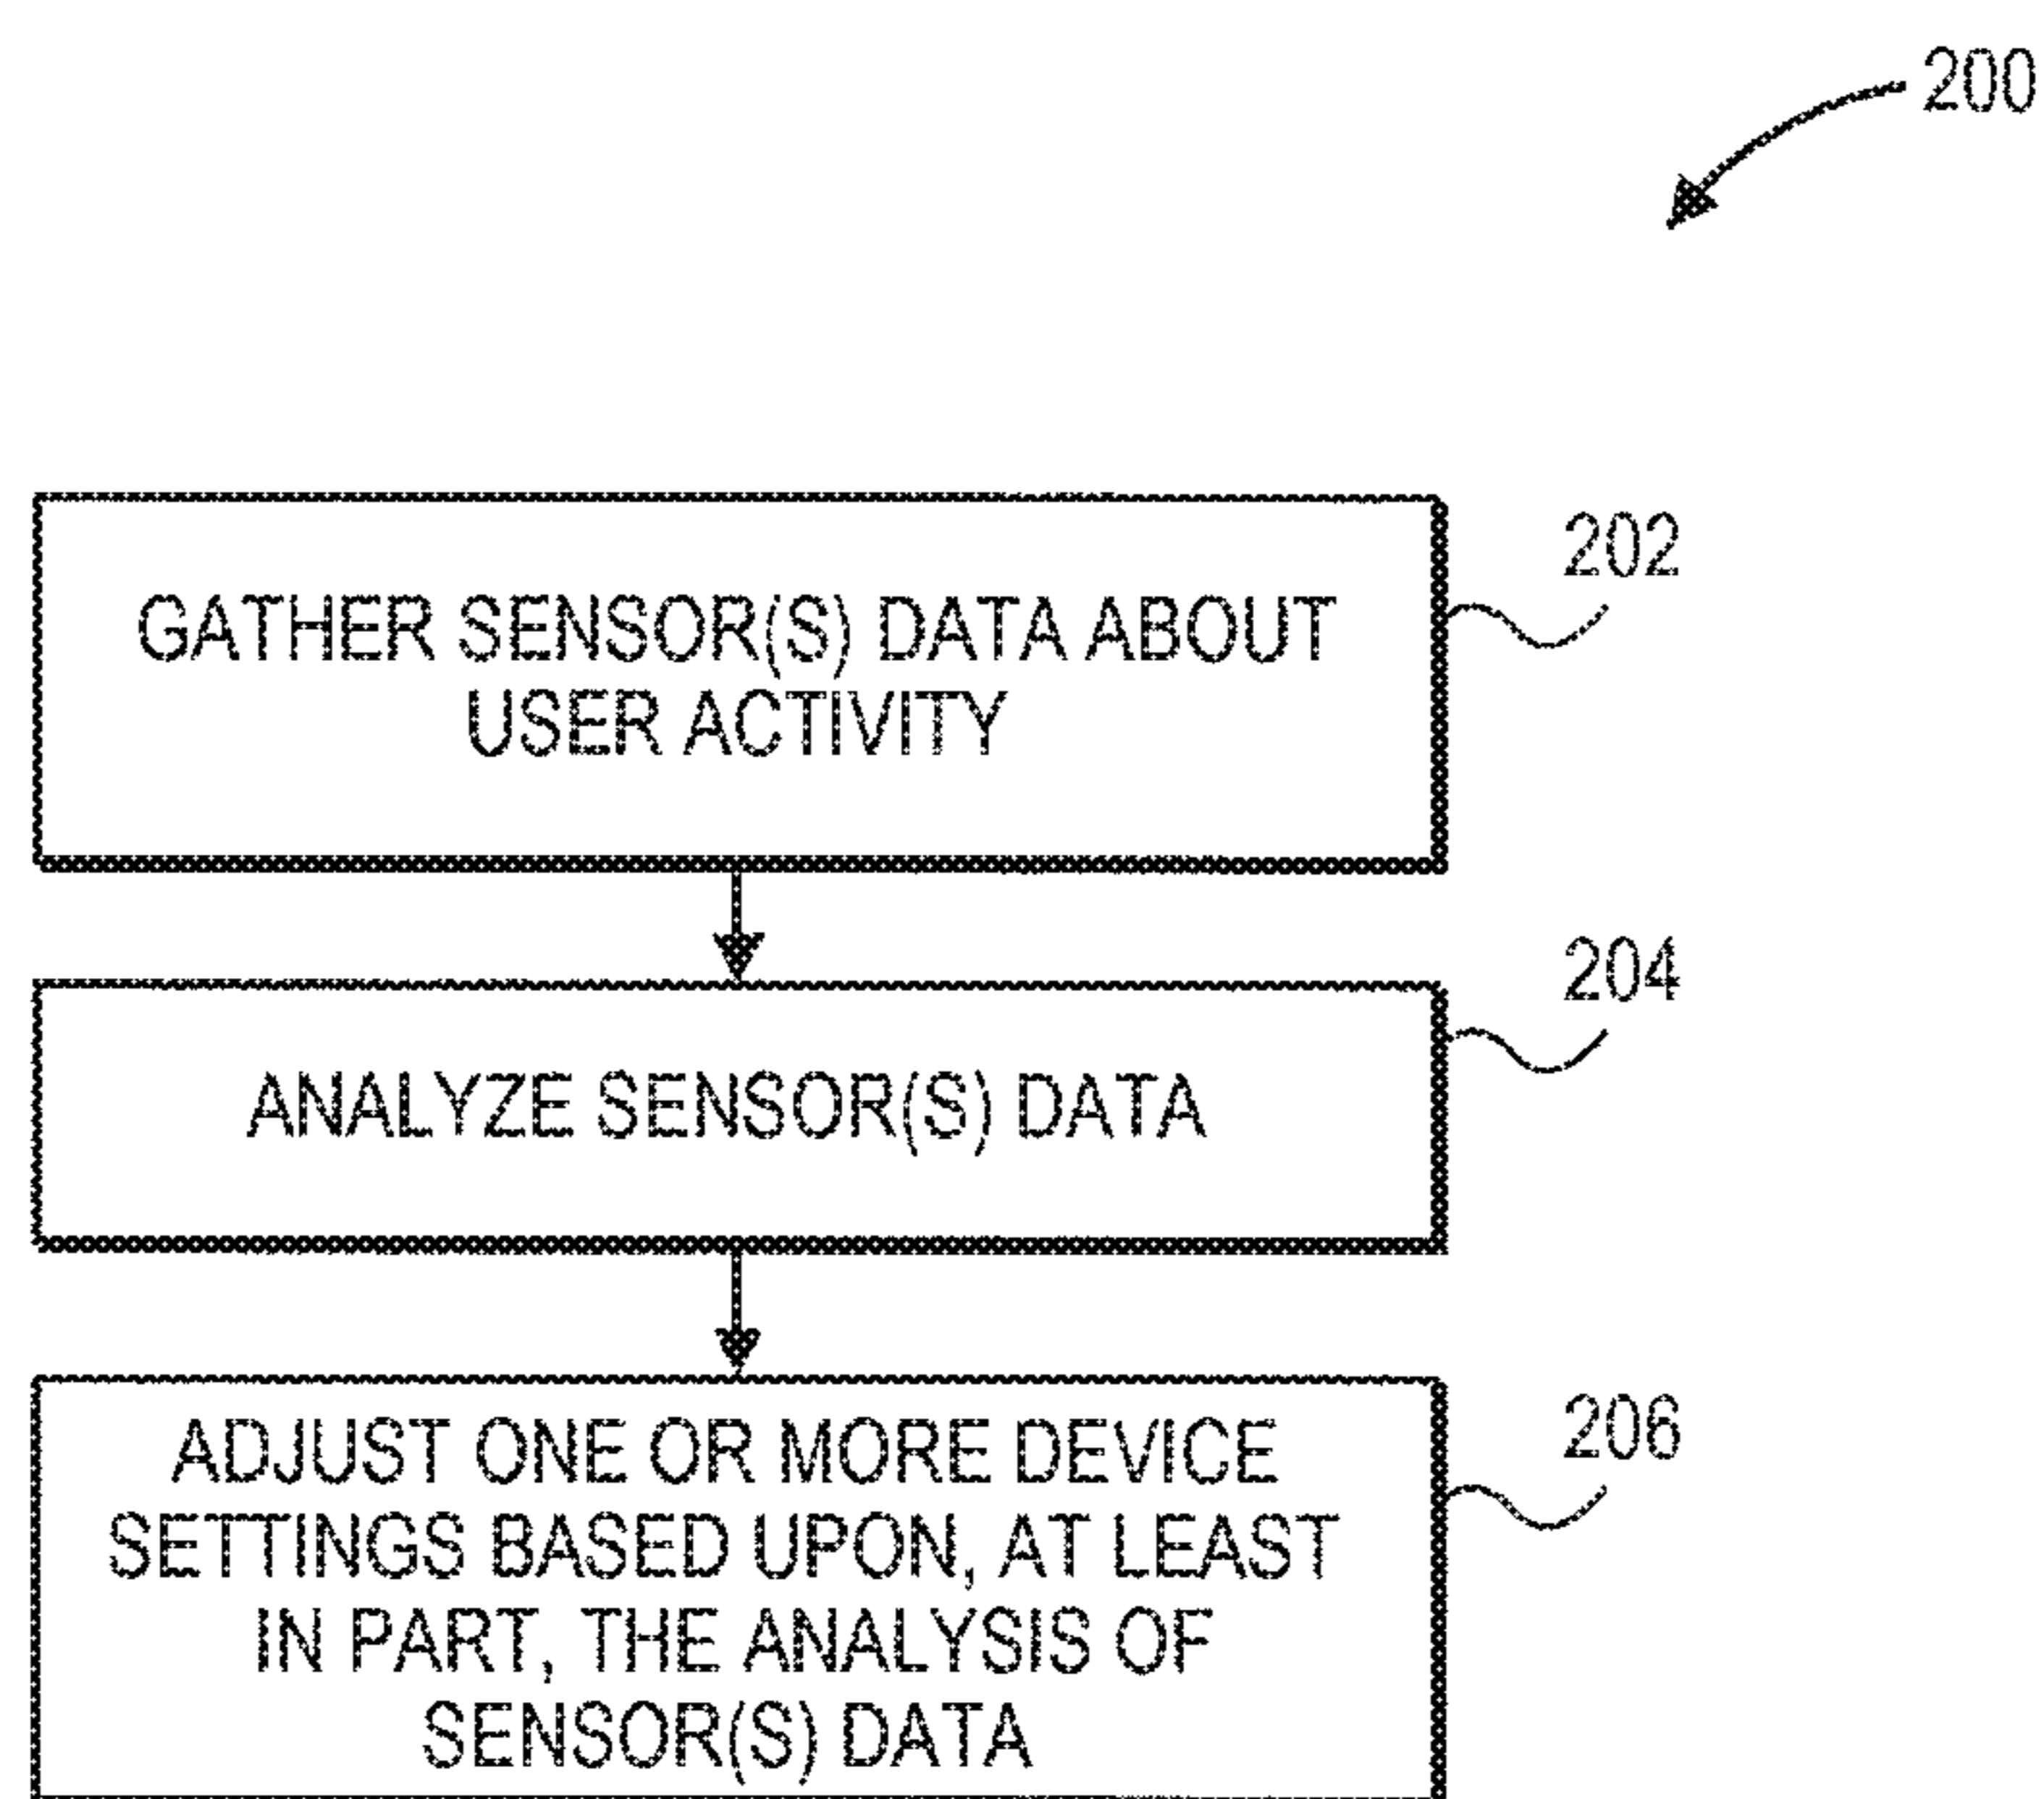 200
202
GATHER SENSOR(S) DATA ABOUT
USER ACTIVITY
204
ANALYZE SENSOR(S) DATA
206
ADJUST ONE OR MORE DEVICE
SETTINGS BASED UPON, AT LEAST
IN PART, THE ANALYSIS OF
SENSOR(S) DATA